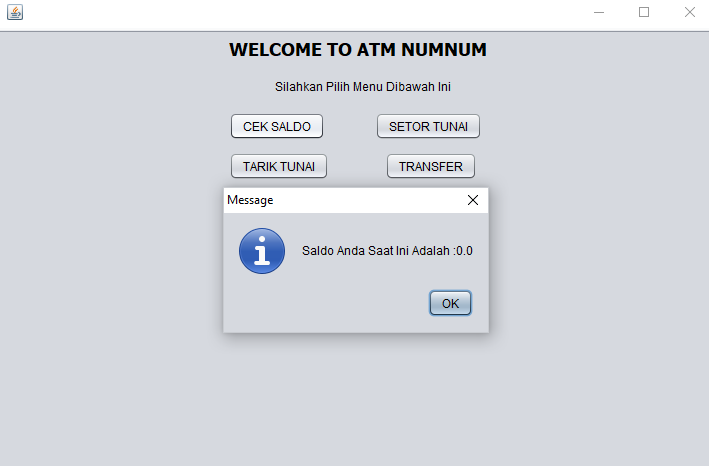 WELCOME TO ATM NUMNUM
Silahkan Pilih Menu Dibawah Ini
CEK SALDO
SETOR TUNAI
TARIK TUNAI
TRANSFER
Message
Saldo Anda Saat Ini Adalah :0.0
OK